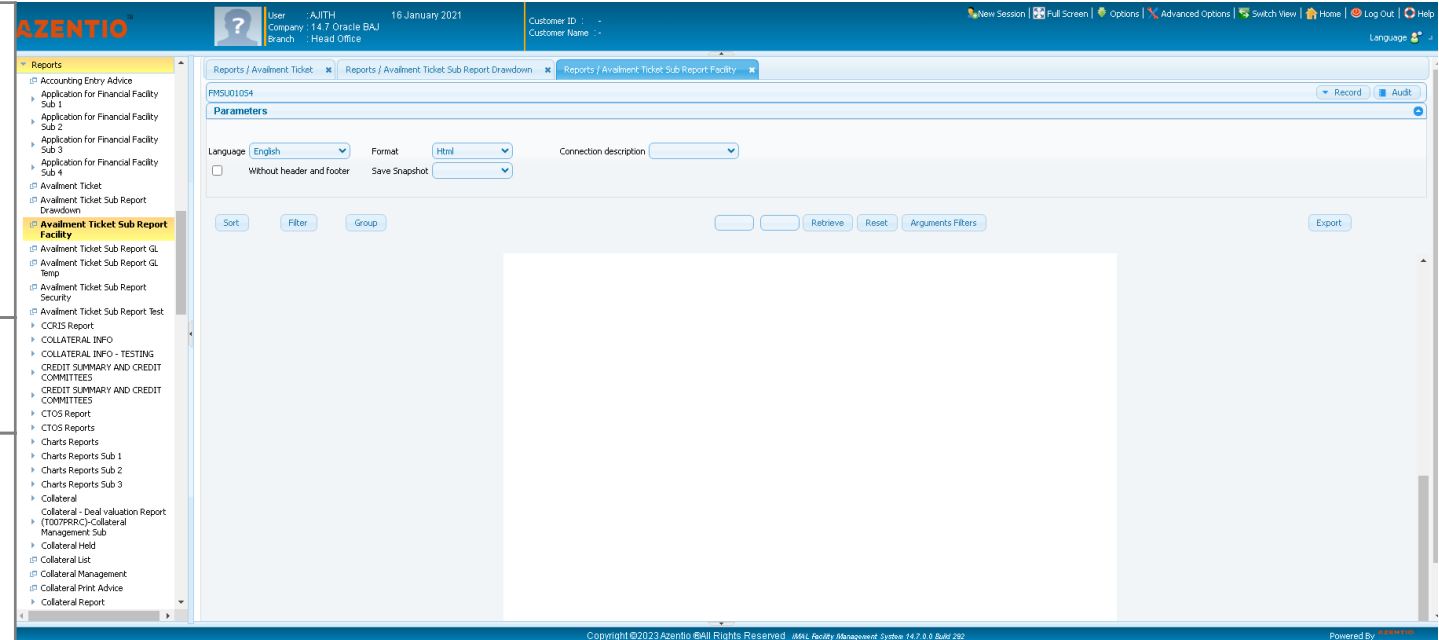 AZENTIO™
User : AJITH 16 January 2021
Company : 14.7 Oracle BAJ
Branch : Head Office
Customer ID : -
Customer Name : -
New Session | Full Screen | Options | Advanced Options | Switch View | Home | Log Out | Help
Language
Reports
Accounting Entry Advice
Application for Financial Facility
Sub 1
Application for Financial Facility
Sub 2
Application for Financial Facility
Sub 3
Application for Financial Facility
Sub 4
Availment Ticket
Availment Ticket Sub Report
Drawdown
Availment Ticket Sub Report
Facility
Availment Ticket Sub Report GL
Availment Ticket Sub Report GL
Temp
Availment Ticket Sub Report
Security
Availment Ticket Sub Report Test
CCRIS Report
COLLATERAL INFO
COLLATERAL INFO - TESTING
CREDIT SUMMARY AND CREDIT
COMMITTEES
CREDIT SUMMARY AND CREDIT
COMMITTEES
CTOS Report
CTOS Reports
Charts Reports
Charts Reports Sub 1
Charts Reports Sub 2
Charts Reports Sub 3
Collateral
Collateral - Deal valuation Report
(T007PRRC)-Collateral
Management Sub
Collateral Held
Collateral List
Collateral Management
Collateral Print Advice
Collateral Report
Reports / Availment Ticket Reports / Availment Ticket Sub Report Drawdown Reports / Availment Ticket Sub Report Facility
FMSU01054 Record Audit
Parameters
Language English Format Html Connection description
Without header and footer Save Snapshot
Sort Filter Group Retrieve Reset Arguments Filters Export
Copyright ©2023 Azentio ®All Rights Reserved iMAL Facility Management System 14.7.0.0 Build 292 Powered By AZENTIO